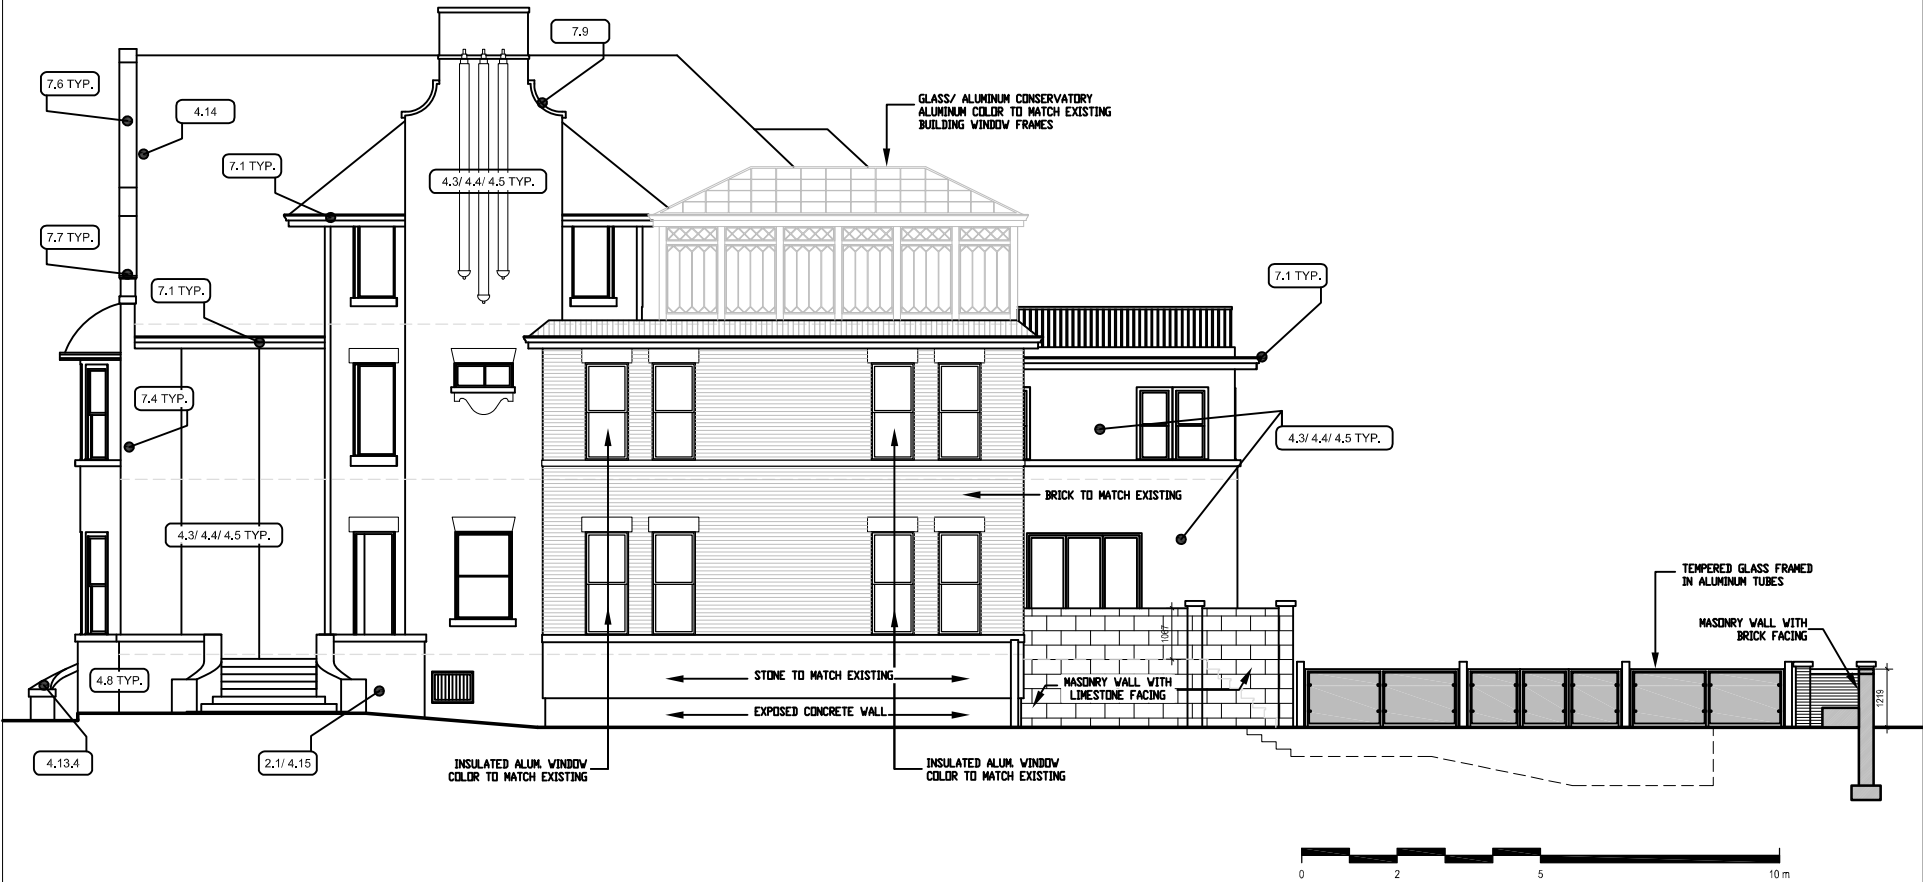 7.9
7.6 TYP.
4.14
GLASS/ ALUMINUM CONSERVATORY
ALUMINUM COLOR TO MATCH EXISTING
BUILDING WINDOW FRAMES
7.1 TYP.
4.3/ 4.4/ 4.5 TYP.
7.7 TYP.
7.1 TYP.
7.1 TYP.
7.4 TYP.
4.3/ 4.4/ 4.5 TYP.
BRICK TO MATCH EXISTING
4.3/ 4.4/ 4.5 TYP.
TEMPERED GLASS FRAMED
IN ALUMINUM TUBES
MASONRY WALL WITH
BRICK FACING
1067
4.8 TYP.
STONE TO MATCH EXISTING
MASONRY WALL WITH
LIMESTONE FACING
1219
EXPOSED CONCRETE WALL
4.13.4
2.1/ 4.15
INSULATED ALUM. WINDOW
COLOR TO MATCH EXISTING
INSULATED ALUM. WINDOW
COLOR TO MATCH EXISTING
0 2 5 10 m